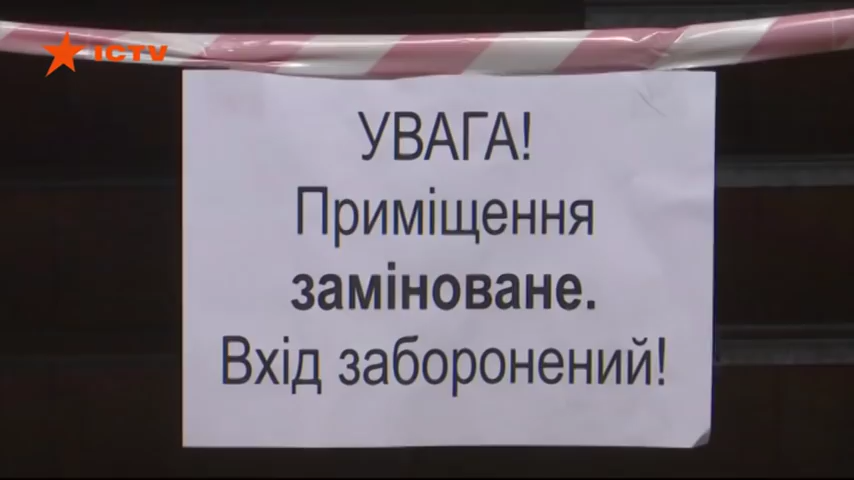 ICTV
УВАГА!
Приміщення
заміноване.
Вхід заборонений!